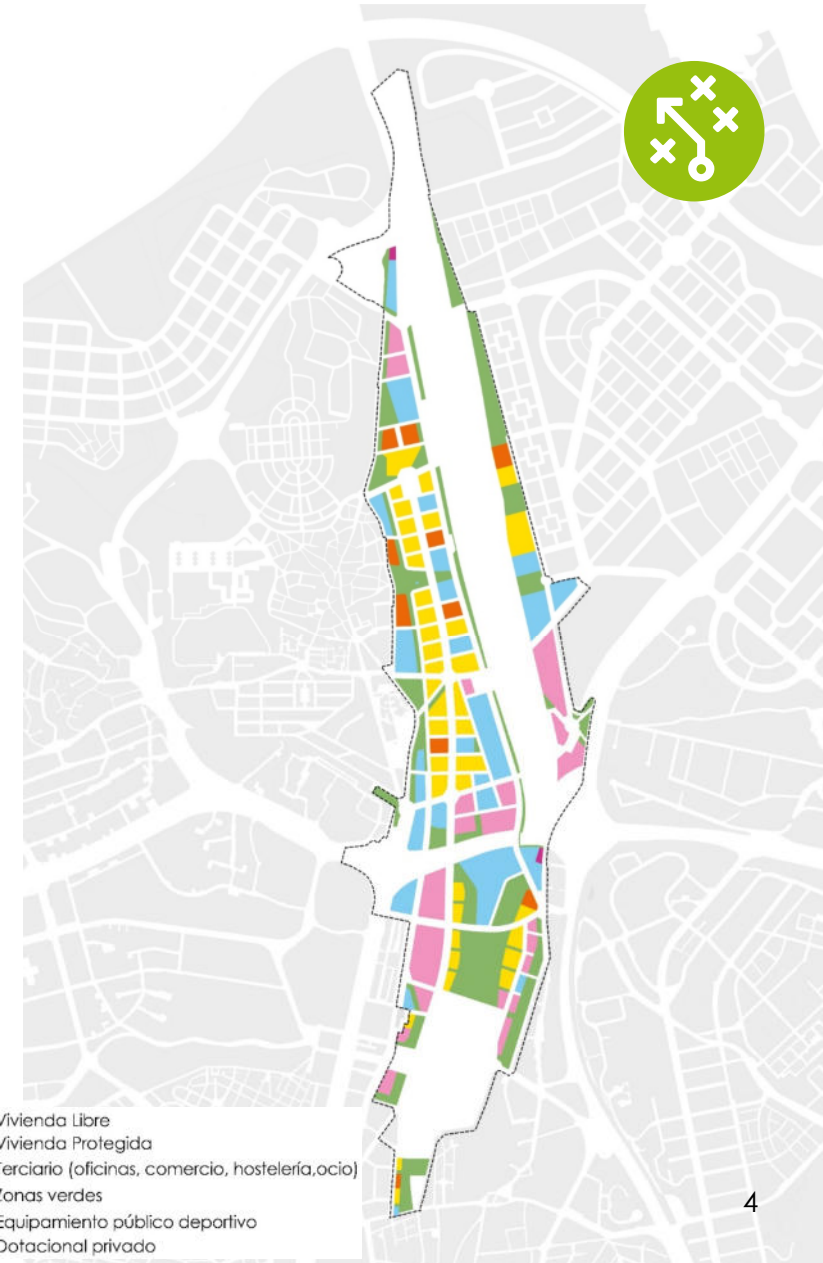 Vivienda Libre
Vivienda Protegida
Terciario (oficinas, comercio, hostelería,ocio)
Zonas verdes
Equipamiento público deportivo
Dotacional privado
4